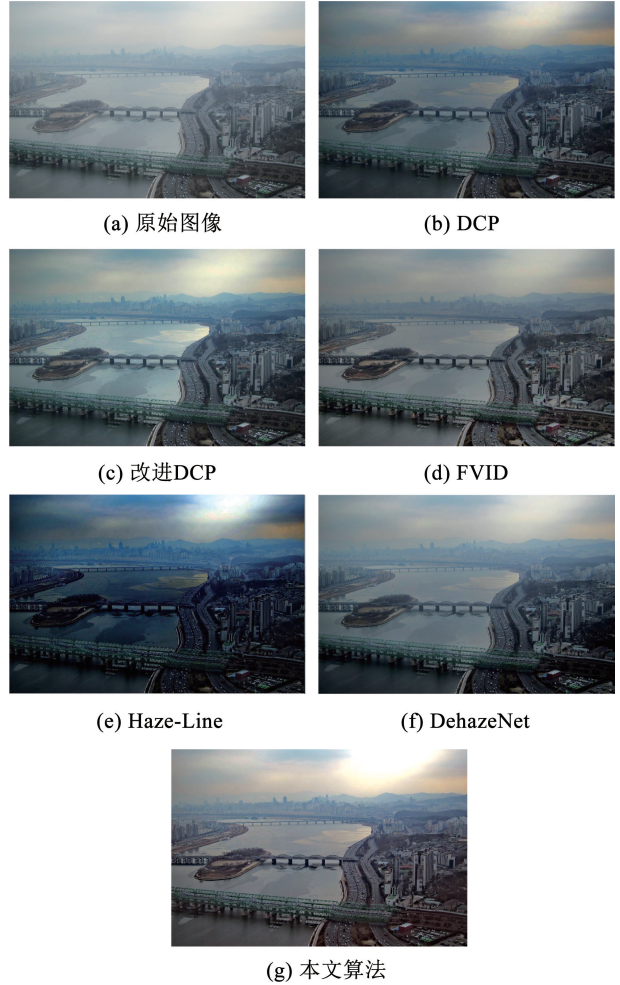 (a) 原始图像
(b) DCP
(c) 改进DCP
(d) FVID
(e) Haze-Line
(f) DehazeNet
(g) 本文算法